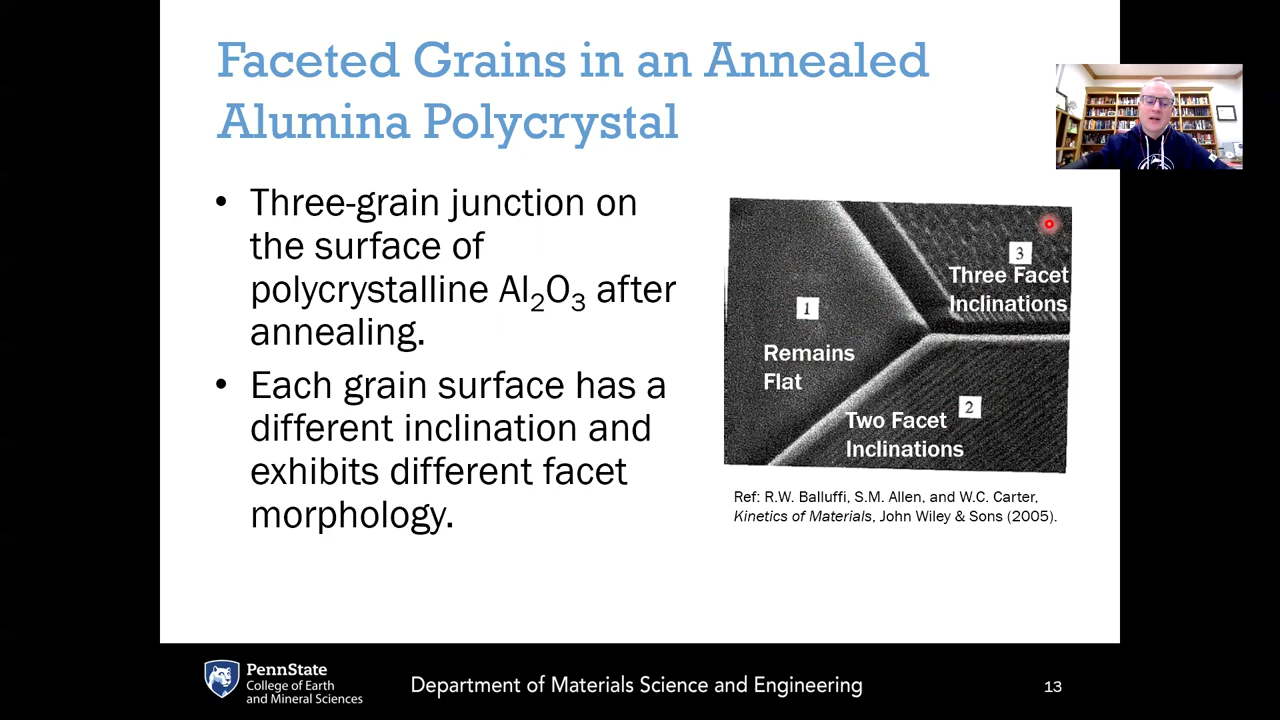 Faceted Grains in an Annealed
Alumina Polycrystal
• Three-grain junction on
the surface of
polycrystalline Al₂O₃ after
annealing.
• Each grain surface has a
different inclination and
exhibits different facet
morphology.
1
Remains
Flat
3
Three Facet
Inclinations
2
Two Facet
Inclinations
Ref: R.W. Balluffi, S.M. Allen, and W.C. Carter,
Kinetics of Materials, John Wiley & Sons (2005).
PennState
College of Earth
and Mineral Sciences
Department of Materials Science and Engineering
13